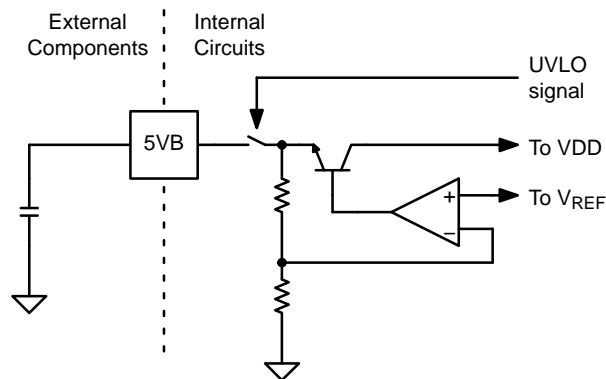 External
Components
Internal
Circuits
UVLO
signal
5VB
To VDD
To VREF
+
−